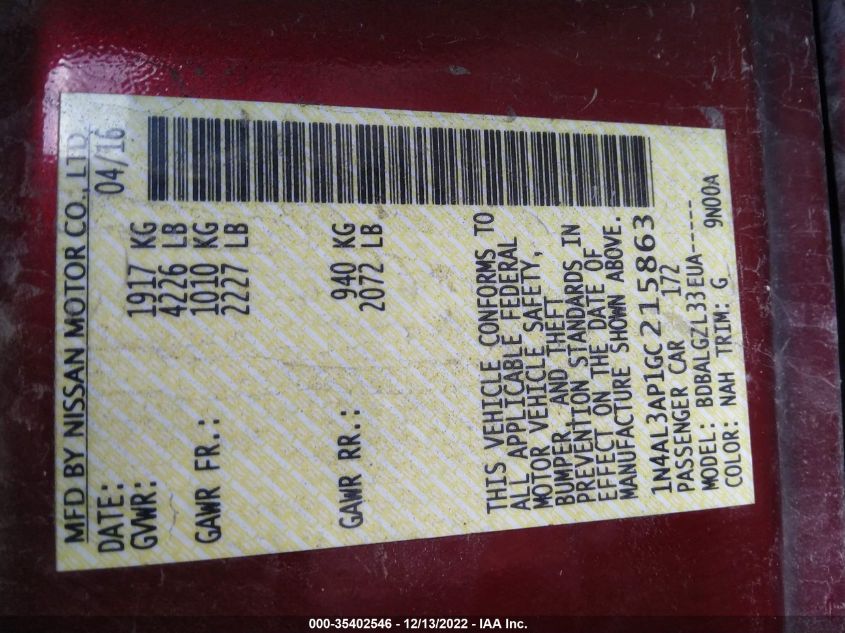 MFD BY NISSAN MOTOR CO., LTD
DATE: 04/16
GVWR: 1917 KG
4226 LB
GAWR FR.: 1010 KG
2227 LB
GAWR RR.: 940 KG
2072 LB
THIS VEHICLE CONFORMS TO
ALL APPLICABLE FEDERAL
MOTOR VEHICLE SAFETY,
BUMPER AND THEFT
PREVENTION STANDARDS IN
EFFECT ON THE DATE OF
MANUFACTURE SHOWN ABOVE.
1N4AL3AP1GC215863
PASSENGER CAR 172
MODEL: BDBALGZL33EUA-----
COLOR: NAH TRIM: G 9N00A
000-35402546 - 12/13/2022 - IAA Inc.